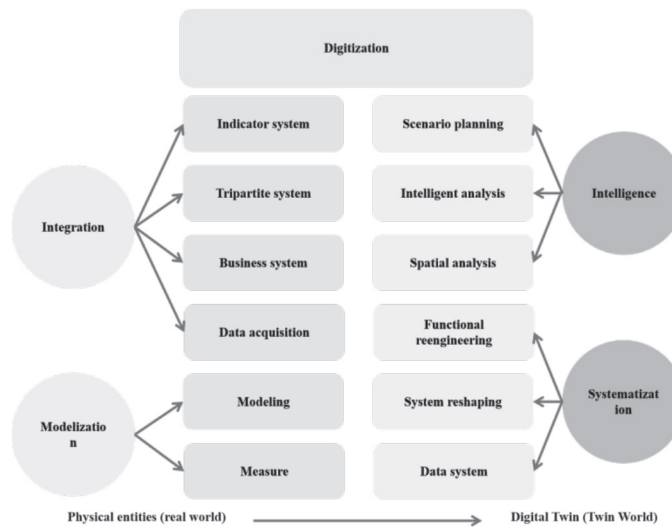 Digitization
Indicator system
Scenario planning
Tripartite system
Intelligent analysis
Integration
Intelligence
Business system
Spatial analysis
Data acquisition
Functional
reengineering
Modeling
System reshaping
Modelizatio
n
Systematizat
ion
Measure
Data system
Physical entities (real world)
Digital Twin (Twin World)